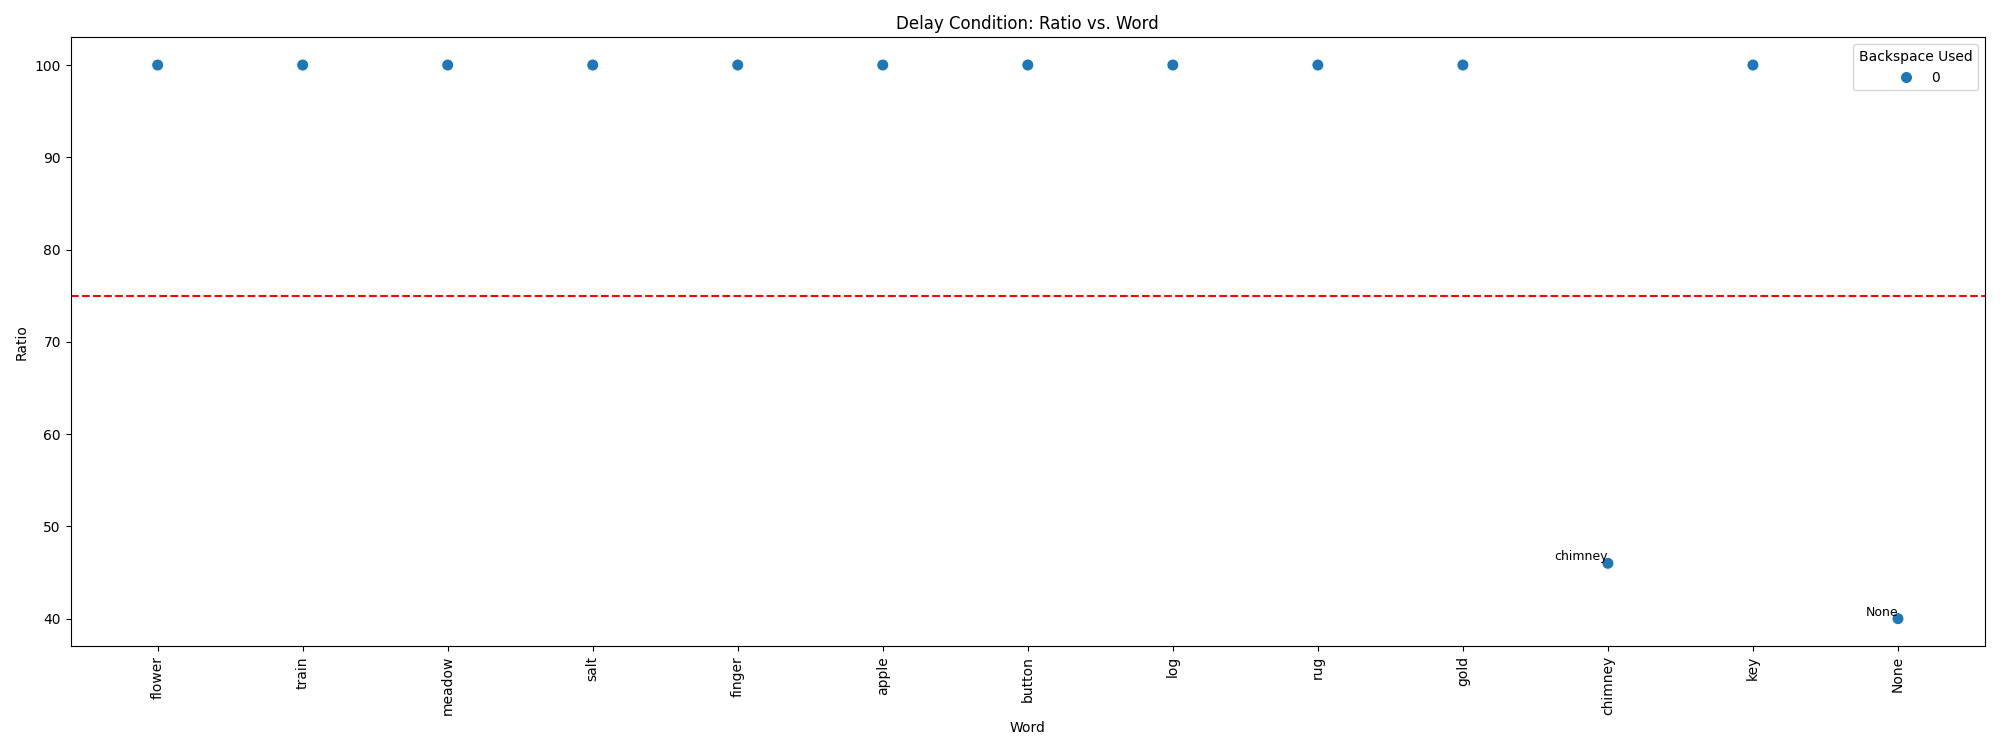 Delay Condition: Ratio vs. Word
Backspace Used
0
100
90
80
70
60
50
40
Ratio
chimney
None
flower
train
meadow
salt
finger
apple
button
log
rug
gold
chimney
key
None
Word